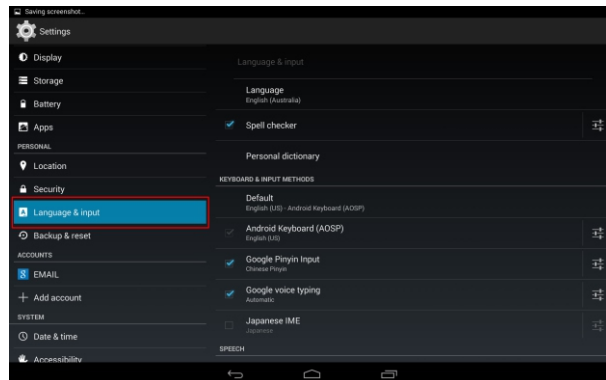 Saving screenshot...
Settings
Display
Storage
Battery
Apps
PERSONAL
Location
Security
Language & input
Backup & reset
ACCOUNTS
EMAIL
Add account
SYSTEM
Date & time
Accessibility
Language & input
Language
English (Australia)
Spell checker
Personal dictionary
KEYBOARD & INPUT METHODS
Default
English (US) - Android Keyboard (AOSP)
Android Keyboard (AOSP)
English (US)
Google Pinyin Input
Chinese Pinyin
Google voice typing
Automatic
Japanese IME
Japanese
SPEECH